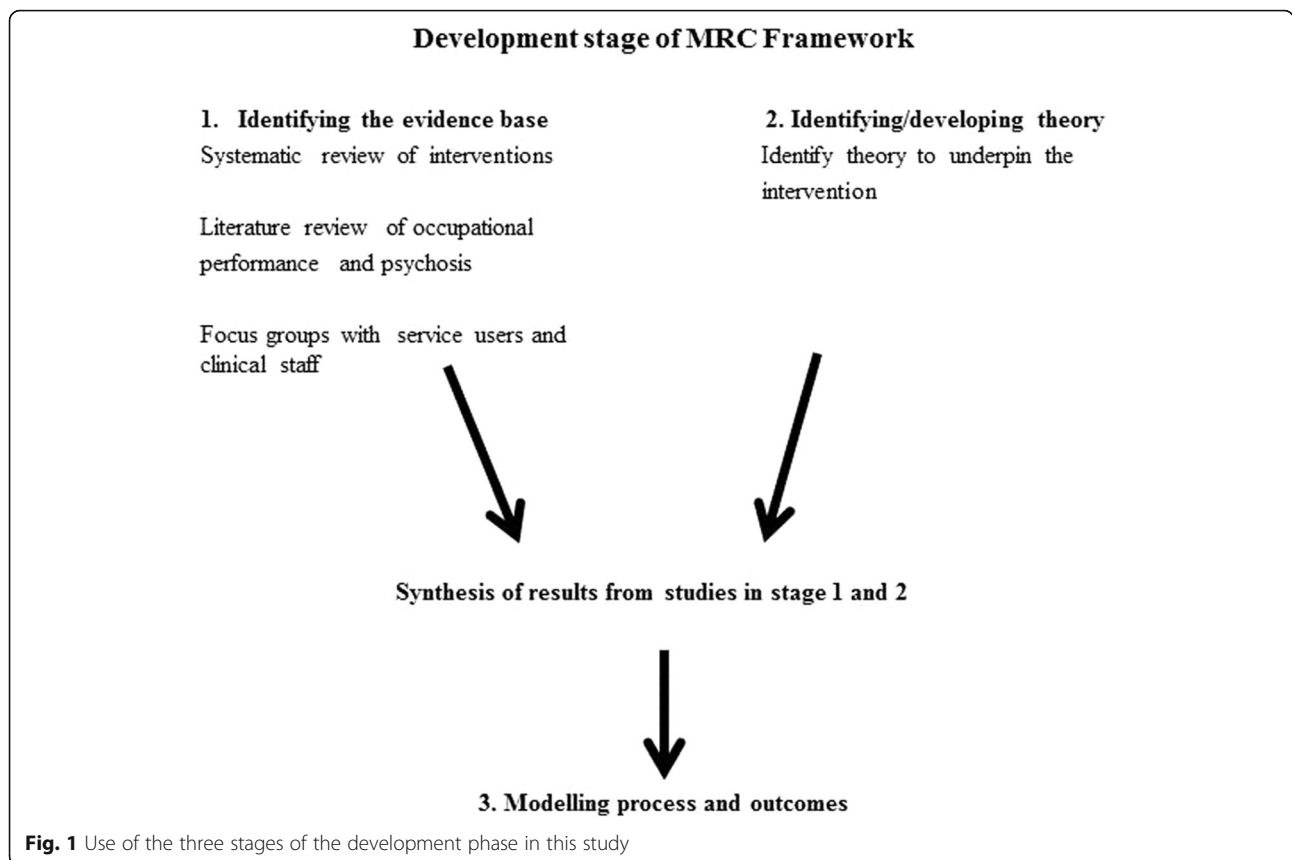 Development stage of MRC Framework
1. Identifying the evidence base
Systematic review of interventions
Literature review of occupational
performance and psychosis
Focus groups with service users and
clinical staff
2. Identifying/developing theory
Identify theory to underpin the
intervention
Synthesis of results from studies in stage 1 and 2
3. Modelling process and outcomes
Fig. 1 Use of the three stages of the development phase in this study